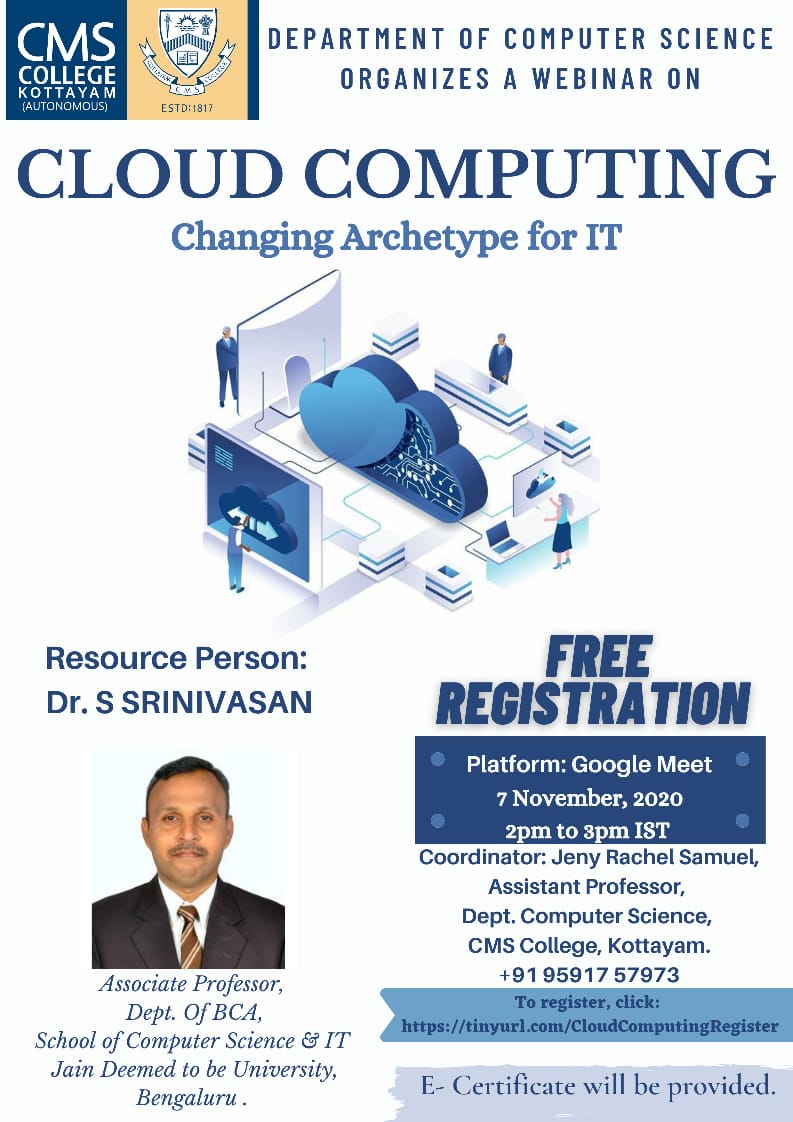 CMS
COLLEGE
KOTTAYAM
(AUTONOMOUS)
KOTTAYAM CMS COLLEGE
ESTD:1817
DEPARTMENT OF COMPUTER SCIENCE
ORGANIZES A WEBINAR ON
CLOUD COMPUTING
Changing Archetype for IT
Resource Person:
Dr. S SRINIVASAN
Associate Professor,
Dept. Of BCA,
School of Computer Science & IT
Jain Deemed to be University,
Bengaluru .
FREE
REGISTRATION
Platform: Google Meet
7 November, 2020
2pm to 3pm IST
Coordinator: Jeny Rachel Samuel,
Assistant Professor,
Dept. Computer Science,
CMS College, Kottayam.
+91 95917 57973
To register, click:
https://tinyurl.com/CloudComputingRegister
E- Certificate will be provided.